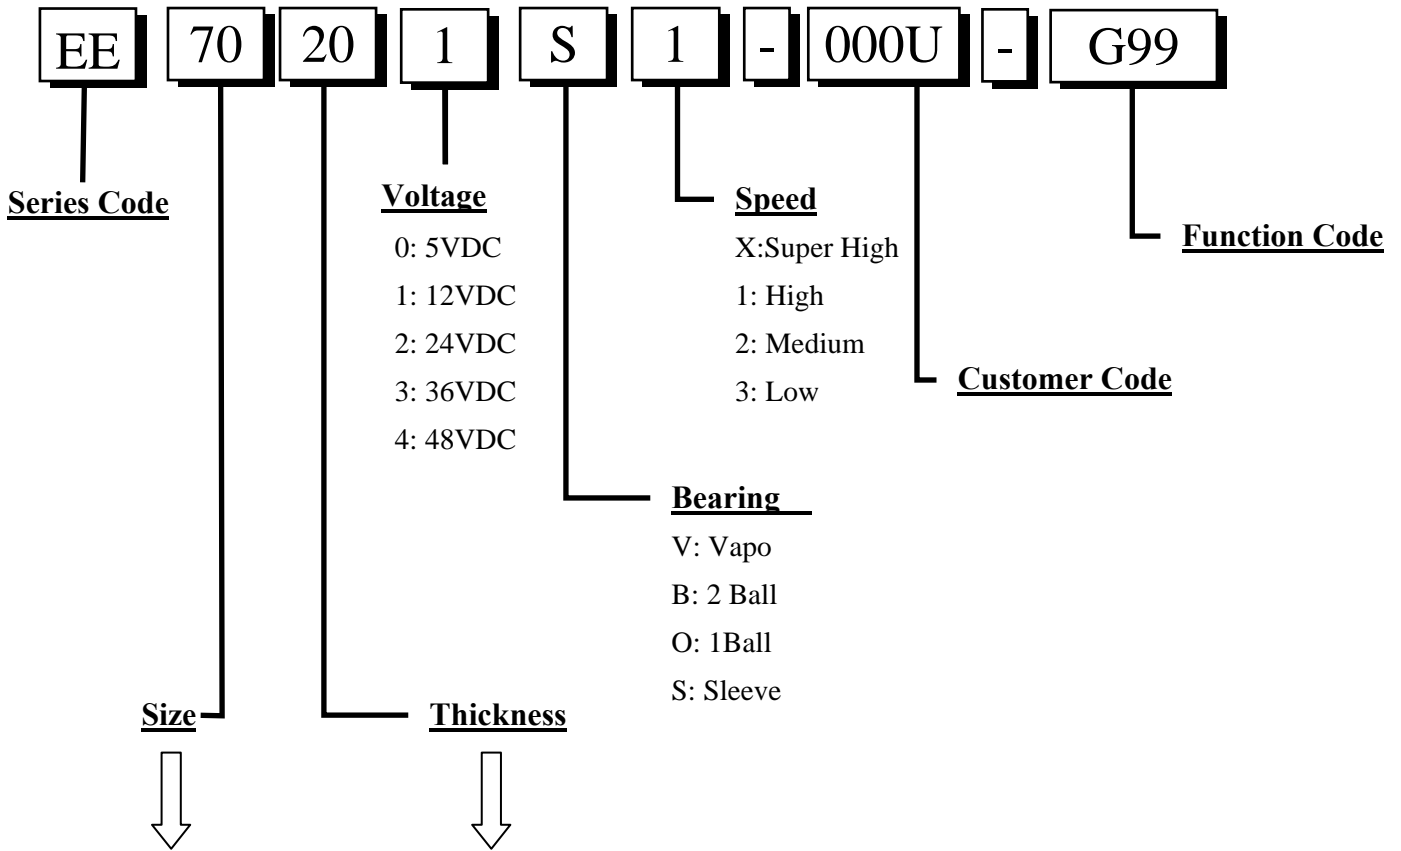 EE 70 20 1 S 1 - 000U - G99
Series Code
Voltage
0: 5VDC
1: 12VDC
2: 24VDC
3: 36VDC
4: 48VDC
Speed
X:Super High
1: High
2: Medium
3: Low
Function Code
Customer Code
Bearing
V: Vapo
B: 2 Ball
O: 1Ball
S: Sleeve
Size
Thickness